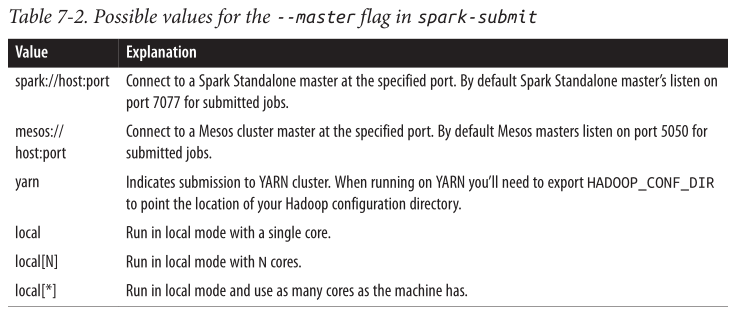 Table 7-2. Possible values for the --master flag in spark-submit
Value Explanation
spark://host:port Connect to a Spark Standalone master at the specified port. By default Spark Standalone master's listen on
port 7077 for submitted jobs.
mesos:// Connect to a Mesos cluster master at the specified port. By default Mesos masters listen on port 5050 for
host:port submitted jobs.
yarn Indicates submission to YARN cluster. When running on YARN you'll need to export HADOOP_CONF_DIR
to point the location of your Hadoop configuration directory.
local Run in local mode with a single core.
local[N] Run in local mode with N cores.
local[*] Run in local mode and use as many cores as the machine has.